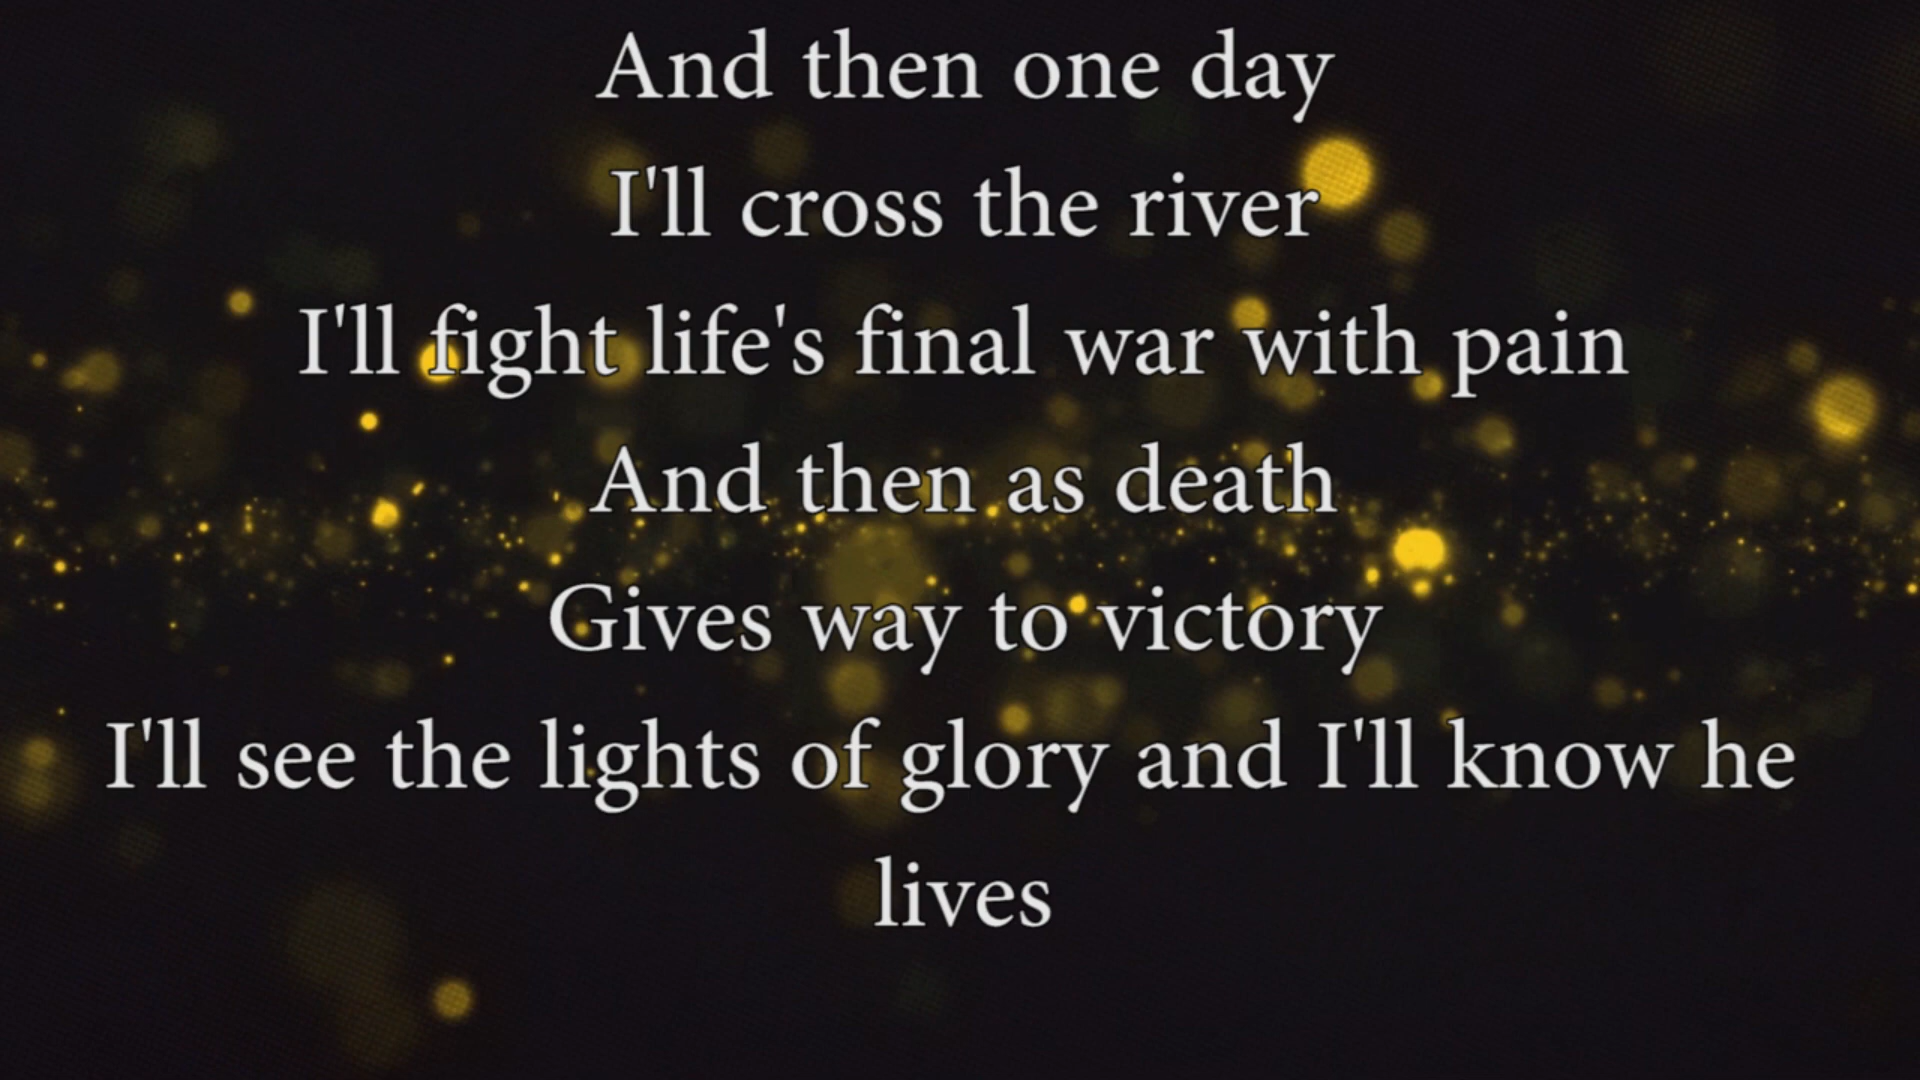 And then one day
I'll cross the river
I'll fight life's final war with pain
And then as death
Gives way to victory
I'll see the lights of glory and I'll know he
lives